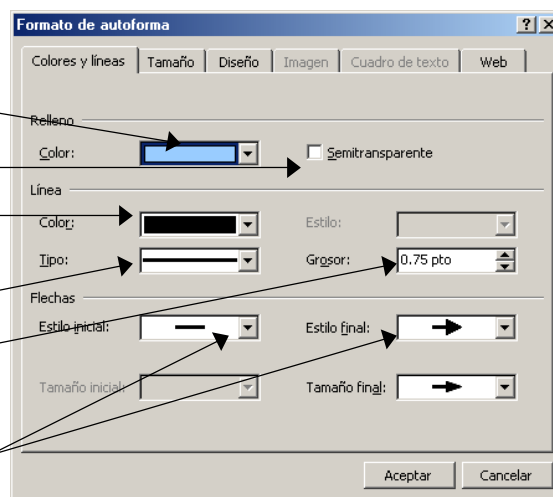 Formato de autoforma
Colores y líneas Tamaño Diseño Imagen Cuadro de texto Web
Relleno
Color: Semitransparente
Línea
Color: Estilo:
Tipo: Grosor: 0.75 pto
Flechas
Estilo inicial: Estilo final:
Tamaño inicial: Tamaño final:
Aceptar Cancelar